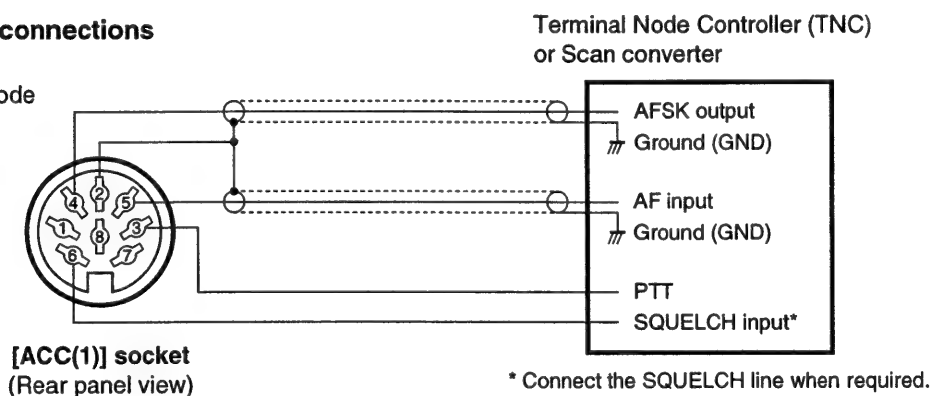 connections
ode
Terminal Node Controller (TNC)
or Scan converter
AFSK output
Ground (GND)
AF input
Ground (GND)
PTT
SQUELCH input*
4
2
5
1
8
3
6
7
[ACC(1)] socket
(Rear panel view)
* Connect the SQUELCH line when required.